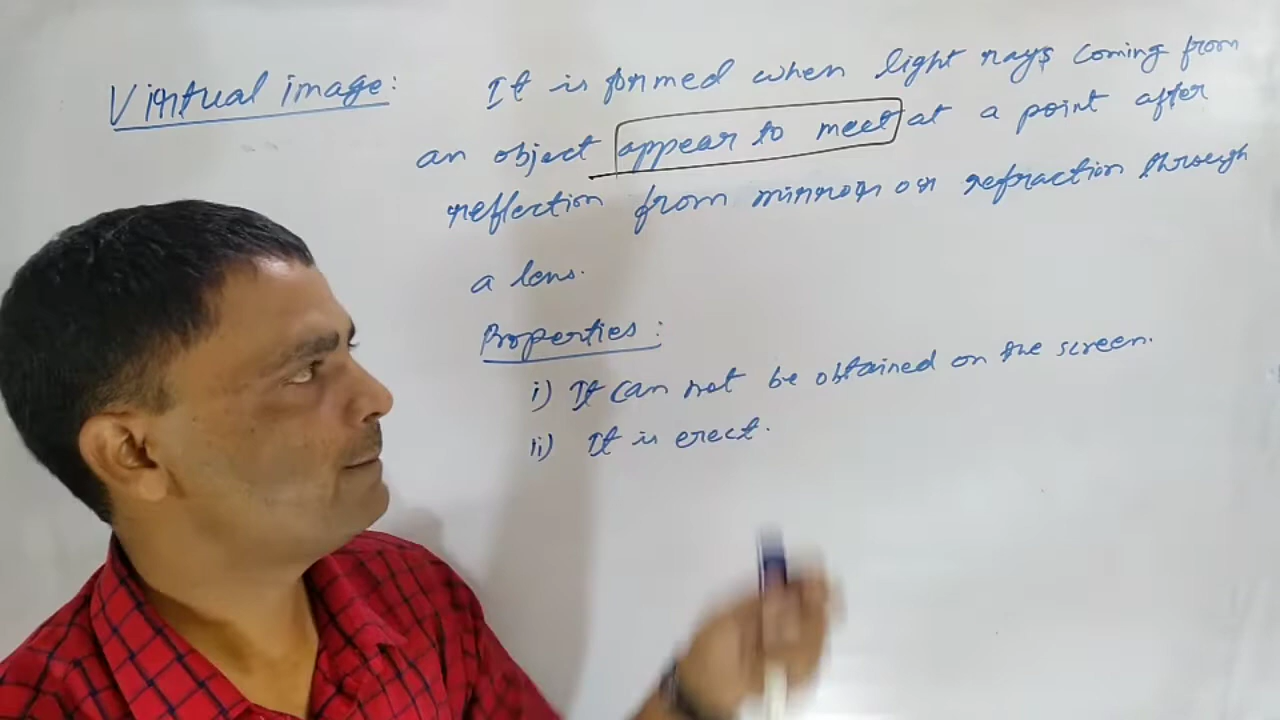 Virtual image: It is formed when light rays coming from
an object appear to meet at a point after
reflection from mirror or refraction through
a lens.
Properties:
i) It can not be obtained on the screen.
ii) It is erect.